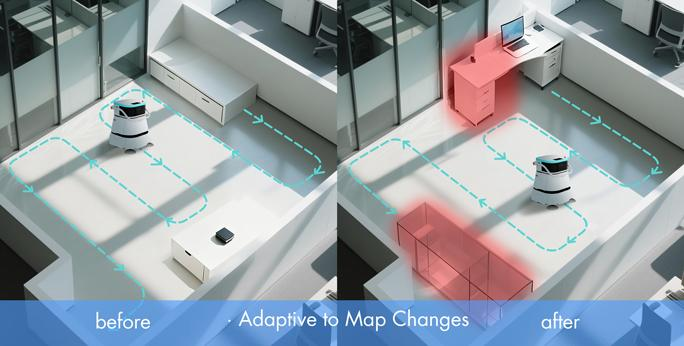 before
· Adaptive to Map Changes
after